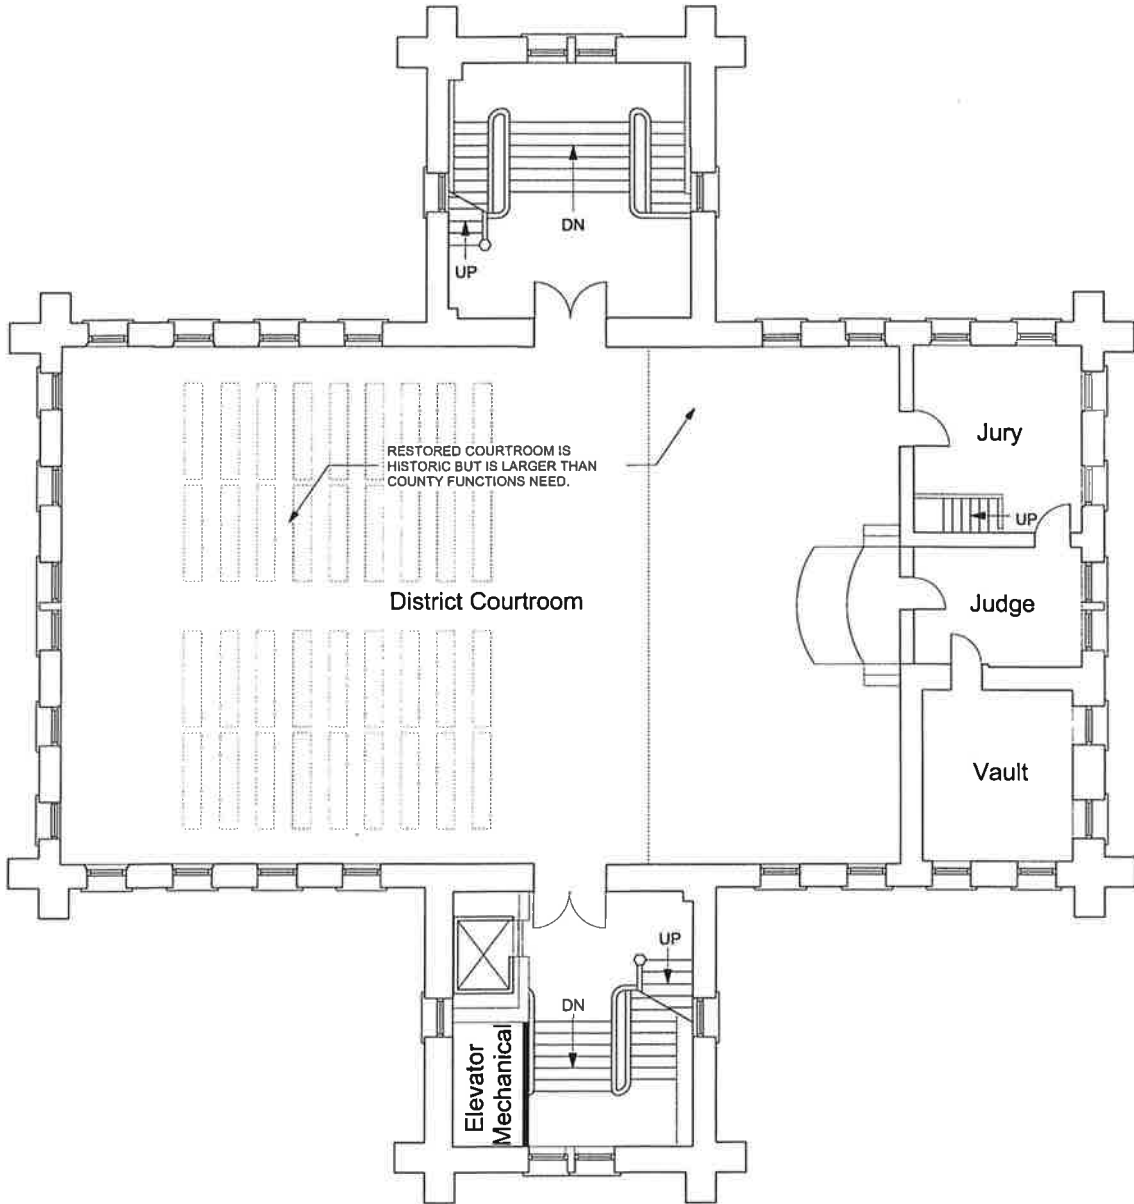 DN
UP
RESTORED COURTROOM IS
HISTORIC BUT IS LARGER THAN
COUNTY FUNCTIONS NEED.
Jury
UP
District Courtroom
Judge
Vault
UP
DN
Elevator
Mechanical